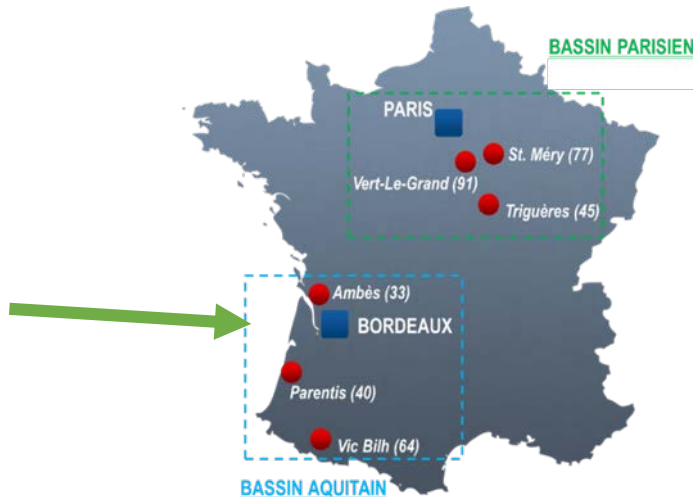 BASSIN PARISIEN
PARIS
St. Méry (77)
Vert-Le-Grand (91)
Triguères (45)
Ambès (33)
BORDEAUX
Parentis (40)
Vic Bilh (64)
BASSIN AQUITAIN